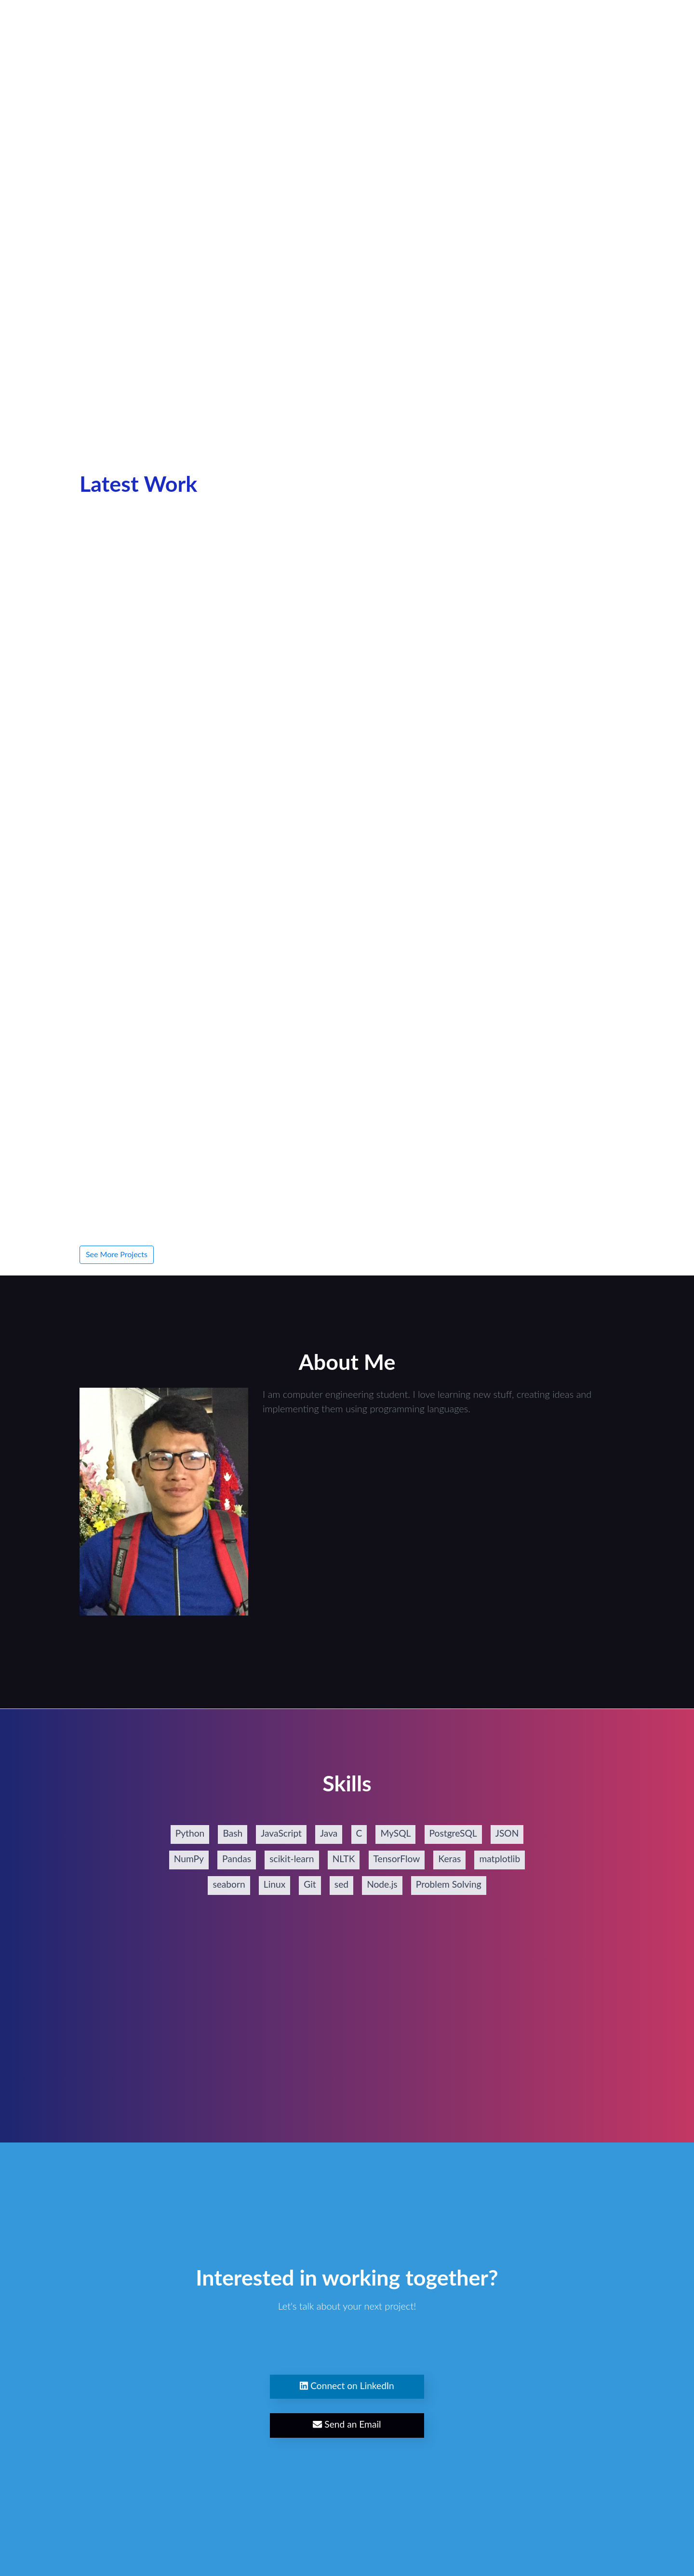 Latest Work
See More Projects
About Me
I am computer engineering student. I love learning new stuff, creating ideas and
implementing them using programming languages.
Skills
Python Bash JavaScript Java C MySQL PostgreSQL JSON
NumPy Pandas scikit-learn NLTK TensorFlow Keras matplotlib
seaborn Linux Git sed Node.js Problem Solving
Interested in working together?
Let's talk about your next project!
Connect on LinkedIn
Send an Email